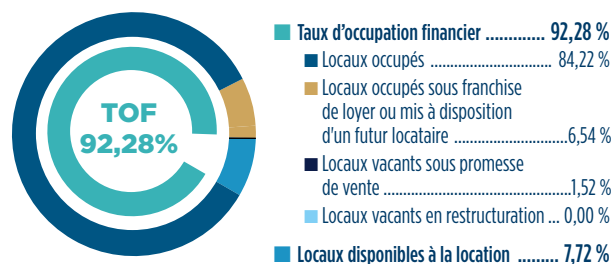 TOF
92,28%
Taux d'occupation financier ............ 92,28 %
Locaux occupés ............................ 84,22 %
Locaux occupés sous franchise
de loyer ou mis à disposition
d'un futur locataire ..........................6,54 %
Locaux vacants sous promesse
de vente ...........................................1,52 %
Locaux vacants en restructuration ... 0,00 %
Locaux disponibles à la location ......... 7,72 %